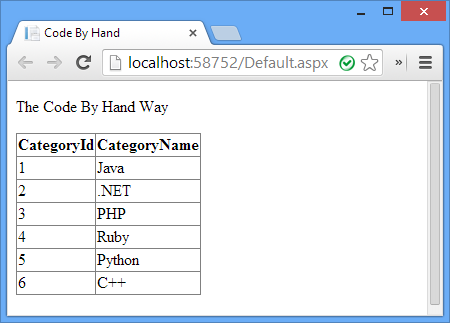 Code By Hand
localhost:58752/Default.aspx
The Code By Hand Way
CategoryId CategoryName
1 Java
2 .NET
3 PHP
4 Ruby
5 Python
6 C++